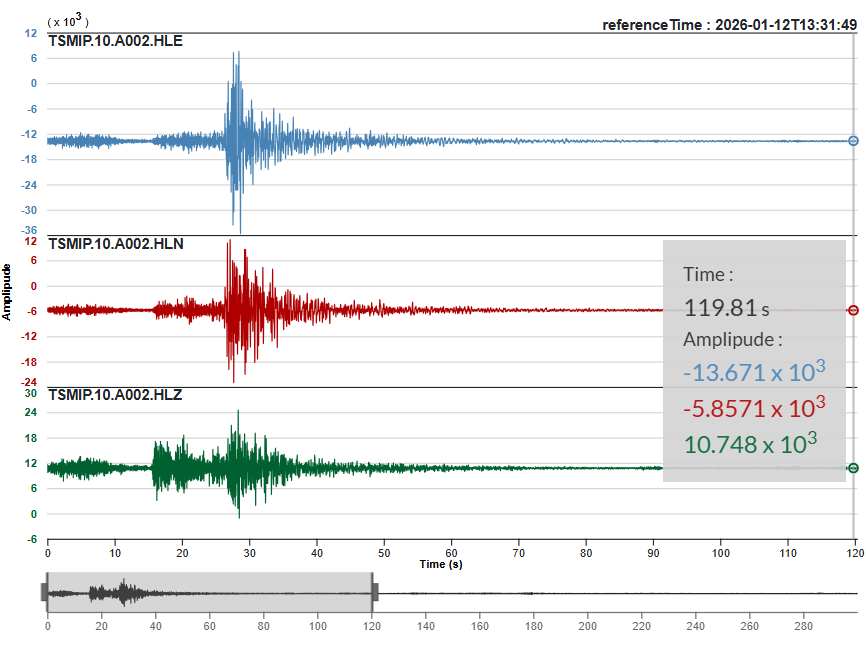 ( x 10³ )
referenceTime : 2026-01-12T13:31:49
12
TSMIP.10.A002.HLE
6
0
-6
-12
-18
-24
-30
-36
TSMIP.10.A002.HLN
12
6
0
-6
-12
-18
-24
Amplipude
Time :
119.81 s
Amplipude :
-13.671 x 10³
-5.8571 x 10³
10.748 x 10³
TSMIP.10.A002.HLZ
30
24
18
12
6
0
-6
0 10 20 30 40 50 60 70 80 90 100 110 120
Time (s)
0 20 40 60 80 100 120 140 160 180 200 220 240 260 280